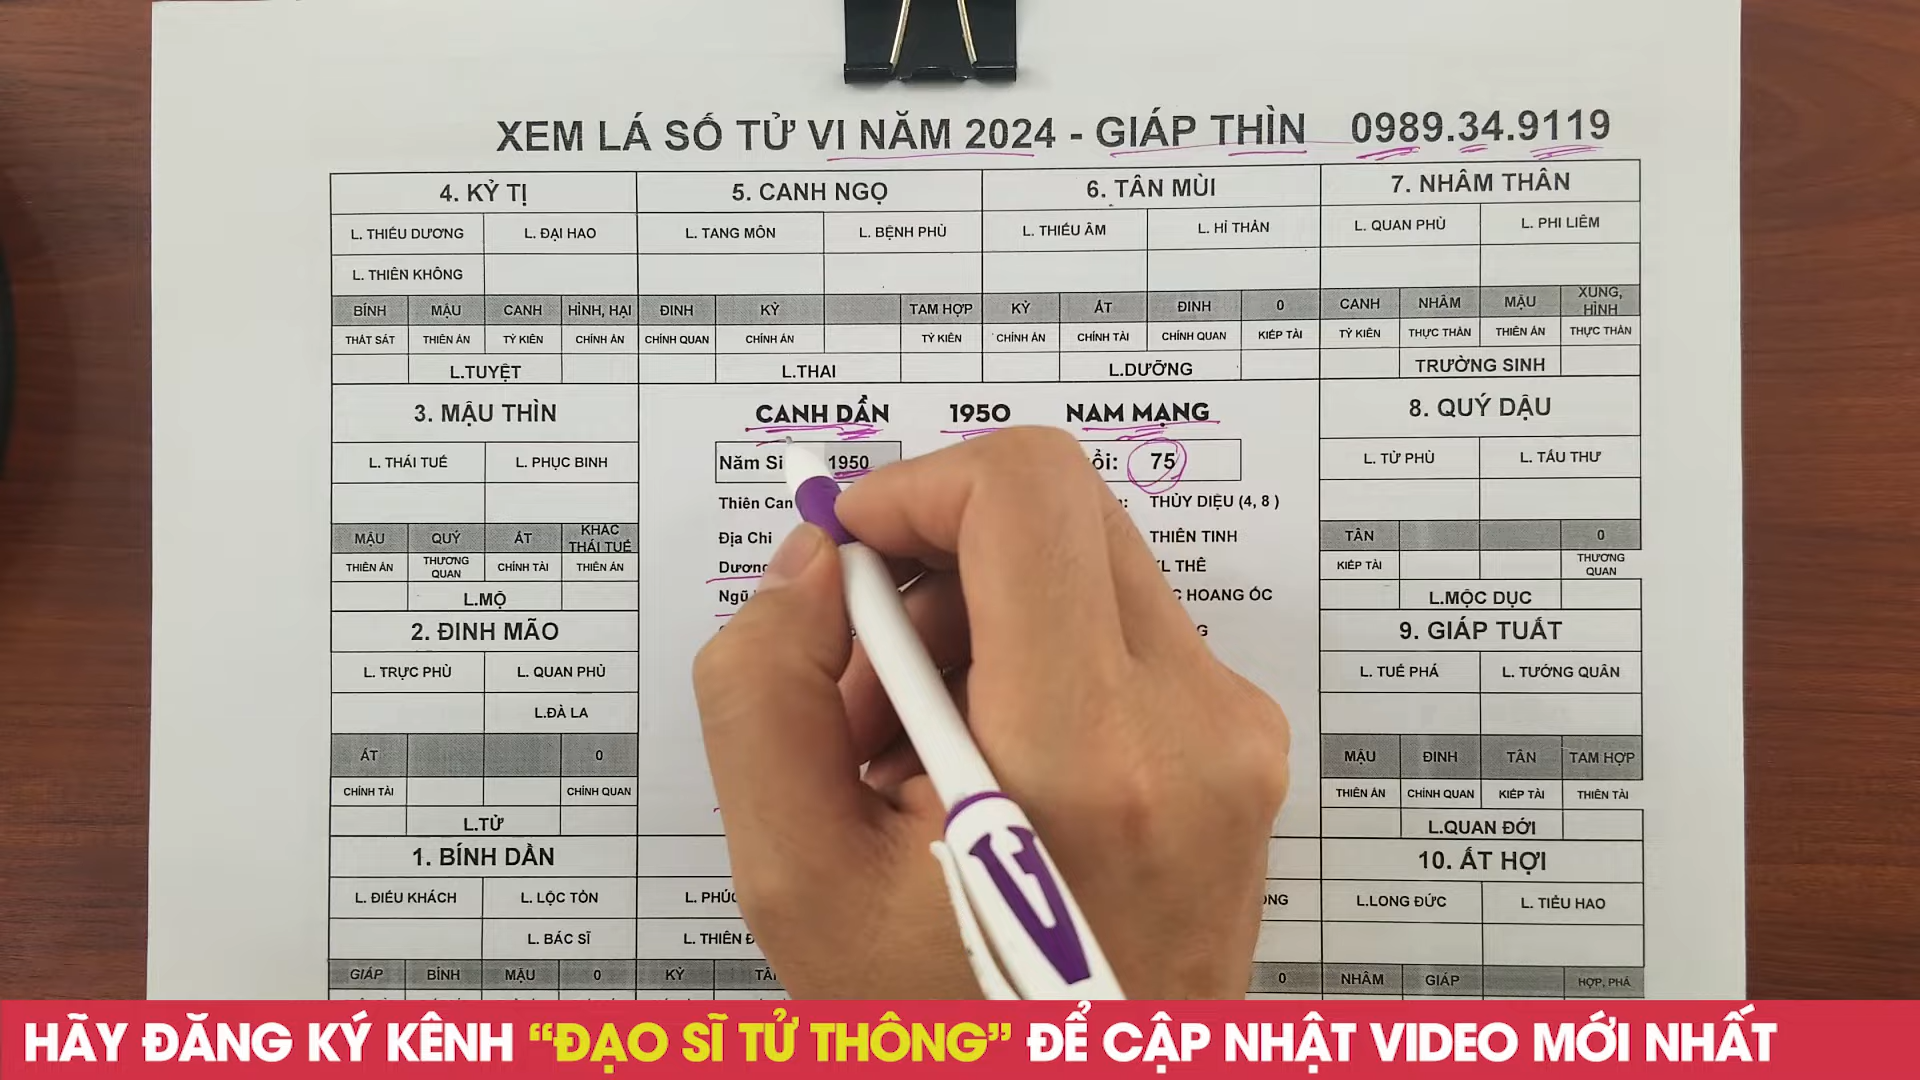 XEM LÁ SỐ TỬ VI NĂM 2024 - GIÁP THÌN 0989.34.9119
4. KỶ TỊ 5. CANH NGỌ 6. TÂN MÙI 7. NHÂM THÂN
L. THIẾU DƯƠNG L. ĐẠI HAO L. TANG MÔN L. BỆNH PHÙ L. THIẾU ÂM L. HỈ THẦN L. QUAN PHÙ L. PHI LIÊM
L. THIÊN KHÔNG
BÍNH MẬU CANH HÌNH, HẠI ĐINH KỶ TAM HỢP KỶ ẤT ĐINH 0 CANH NHÂM MẬU XUNG, HÌNH
THẤT SÁT THIÊN ẤN TỶ KIÊN CHÍNH ẤN CHÍNH QUAN CHÍNH ẤN TỶ KIÊN CHÍNH ẤN CHÍNH TÀI CHÍNH QUAN KIẾP TÀI TỶ KIÊN THỰC THẦN THIÊN ẤN THỰC THẦN
L.TUYỆT L.THAI L.DƯỠNG TRƯỜNG SINH
3. MẬU THÌN CANH DẦN 1950 NAM MẠNG 8. QUÝ DẬU
L. THÁI TUẾ L. PHỤC BINH Năm Si 1950 75 L. TỬ PHÙ L. TẤU THƯ
Thiên Can THỦY DIỆU (4, 8 )
MẬU QUÝ ẤT KHẮC THÁI TUẾ Địa Chi THIÊN TINH TÂN 0
THIÊN ẤN THƯƠNG QUAN CHÍNH TÀI THIÊN ẤN THÊ KIẾP TÀI THƯƠNG QUAN
L.MỘ HOANG ỐC L.MỘC DỤC
2. ĐINH MÃO 9. GIÁP TUẤT
L. TRỰC PHÙ L. QUAN PHỦ L. TUẾ PHÁ L. TƯỚNG QUÂN
L.ĐÀ LA
ẤT 0 MẬU ĐINH TÂN TAM HỢP
CHÍNH TÀI CHÍNH QUAN THIÊN ẤN CHÍNH QUAN KIẾP TÀI THIÊN TÀI
L.TỬ L.QUAN ĐỚI
1. BÍNH DẦN 10. ẤT HỢI
L. ĐIẾU KHÁCH L. LỘC TỒN L.LONG ĐỨC L. TIỂU HAO
L. BÁC SĨ
GIÁP BÍNH MẬU 0 KỶ 0 NHÂM GIÁP HỢP, PHÁ
HÃY ĐĂNG KÝ KÊNH “ĐẠO SĨ TỬ THÔNG” ĐỂ CẬP NHẬT VIDEO MỚI NHẤT